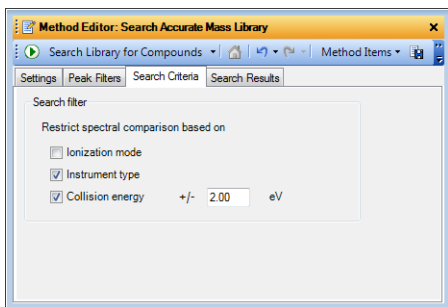 Method Editor: Search Accurate Mass Library
Search Library for Compounds Method Items
Settings Peak Filters Search Criteria Search Results
Search filter
Restrict spectral comparison based on
Ionization mode
Instrument type
Collision energy +/- 2.00 eV